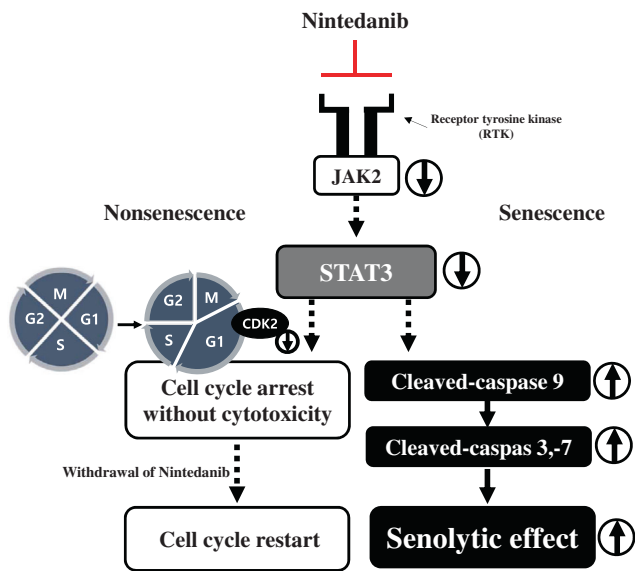 Nintedanib
Receptor tyrosine kinase
(RTK)
JAK2
Nonsenescence
Senescence
STAT3
M
G2
G1
S
G2
M
S
G1
CDK2
Cell cycle arrest
without cytotoxicity
Cleaved-caspase 9
Cleaved-caspas 3,-7
Withdrawal of Nintedanib
Cell cycle restart
Senolytic effect